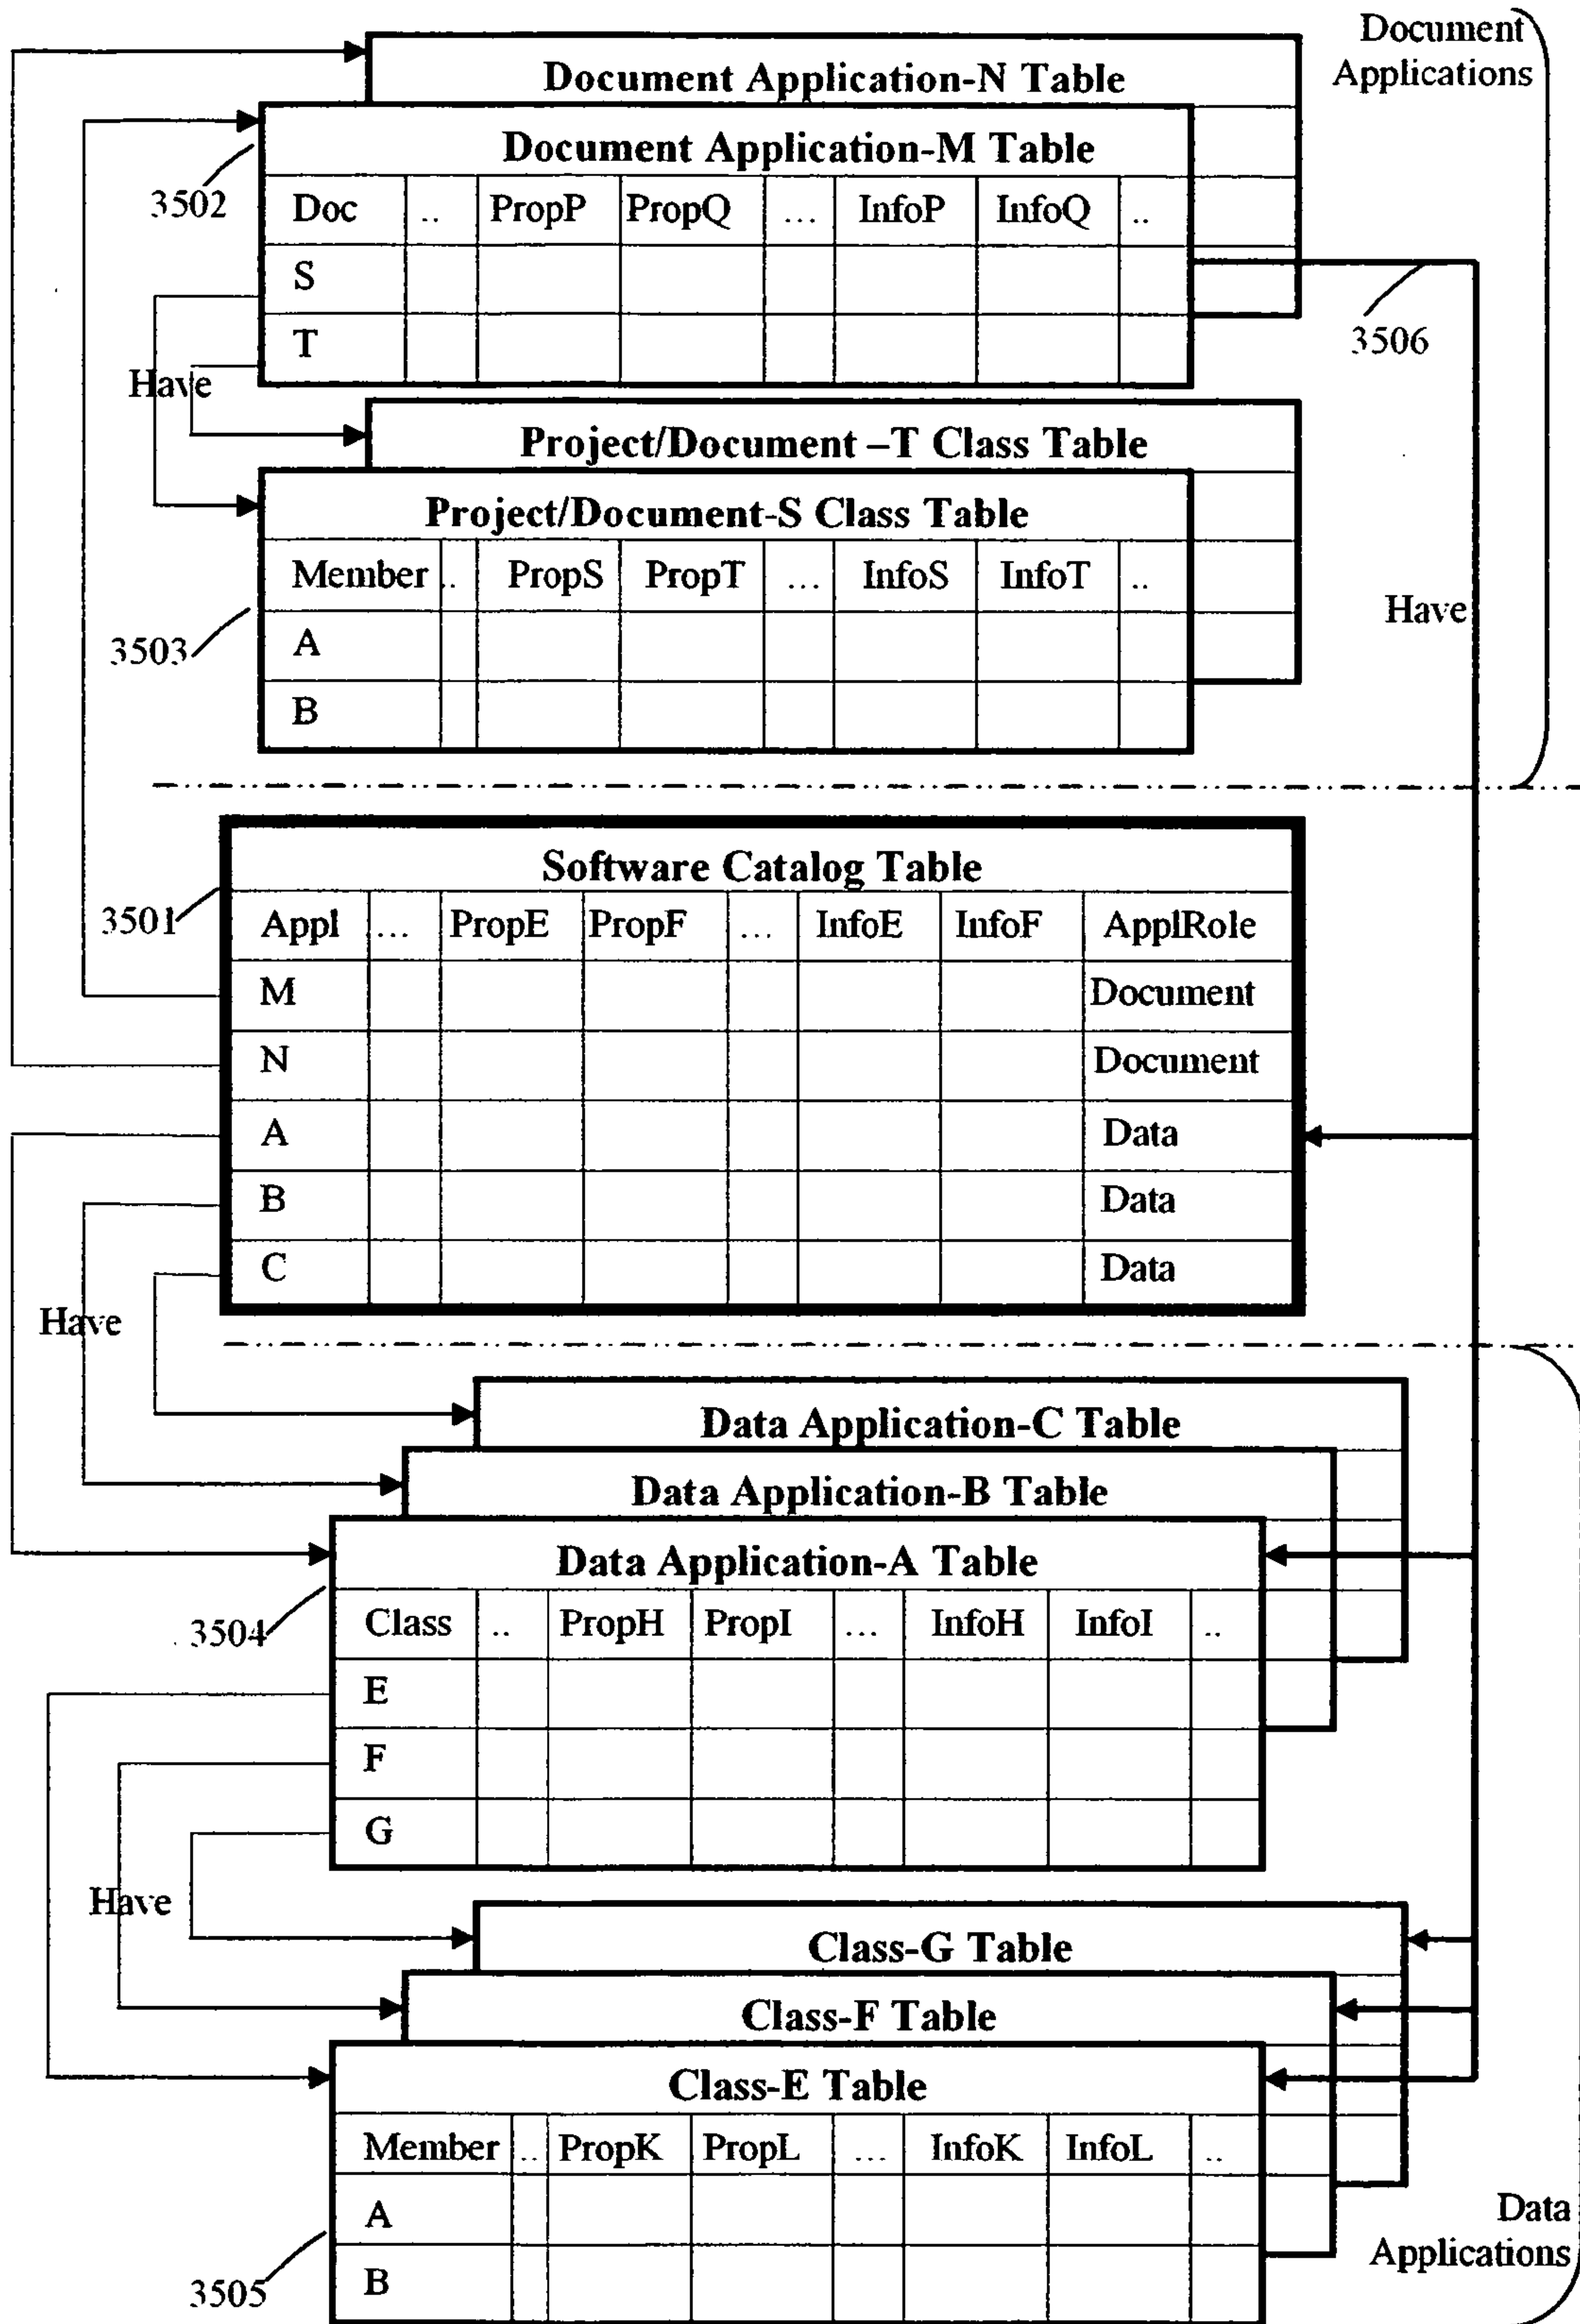 Document
Applications
Document Application-N Table
Document Application-M Table
3502
Doc .. PropP PropQ ... InfoP InfoQ ..
S
3506
T
Have
Project/Document –T Class Table
Project/Document-S Class Table
Member .. PropS PropT ... InfoS InfoT ..
Have
3503
A
B
Software Catalog Table
3501
Appl ... PropE PropF ... InfoE InfoF ApplRole
M Document
N Document
A Data
B Data
C Data
Have
Data Application-C Table
Data Application-B Table
Data Application-A Table
3504
Class .. PropH PropI ... InfoH InfoI ..
E
F
G
Have
Class-G Table
Class-F Table
Class-E Table
Member .. PropK PropL ... InfoK InfoL ..
A
B
3505
Data
Applications